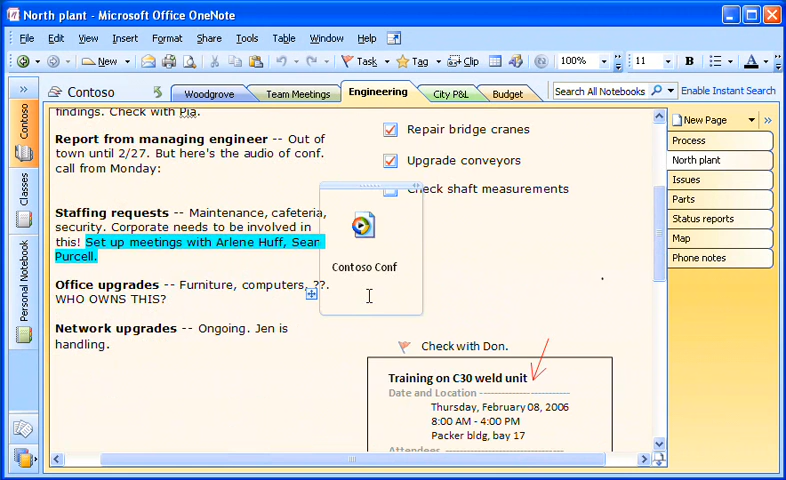 North plant - Microsoft Office OneNote
File Edit View Insert Format Share Tools Table Window Help
Back New Task Tag Clip 100% 11 B A
Contoso Woodgrove Team Meetings Engineering City P&L Budget Search All Notebooks Enable Instant Search
Contoso
Classes
Personal Notebook
findings. Check with Pia.
Report from managing engineer -- Out of
town until 2/27. But here's the audio of conf.
call from Monday:
Staffing requests -- Maintenance, cafeteria,
security. Corporate needs to be involved in
this! Set up meetings with Arlene Huff, Sean
Purcell.
Office upgrades -- Furniture, computers, ??.
WHO OWNS THIS?
Network upgrades -- Ongoing. Jen is
handling.
Repair bridge cranes
Upgrade conveyors
Check shaft measurements
Contoso Conf
Check with Don.
Training on C30 weld unit
Date and Location
Thursday, February 08, 2006
8:00 AM - 4:00 PM
Packer bldg, bay 17
Attendees
New Page
Process
North plant
Issues
Parts
Status reports
Map
Phone notes